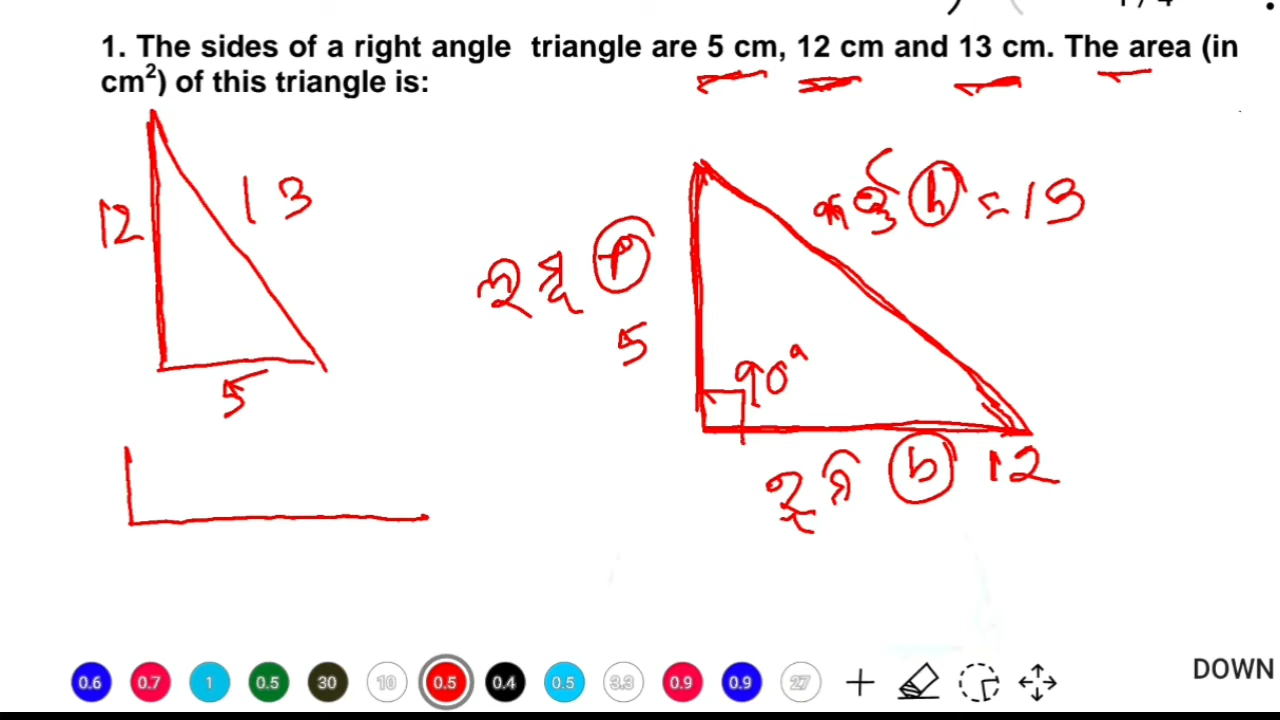 1. The sides of a right angle triangle are 5 cm, 12 cm and 13 cm. The area (in
cm²) of this triangle is:
12
13
5
p
5
h = 13
90°
b 12
0.6 0.7 1 0.5 30 10 0.5 0.4 0.5 3.3 0.9 0.9 27
DOWN